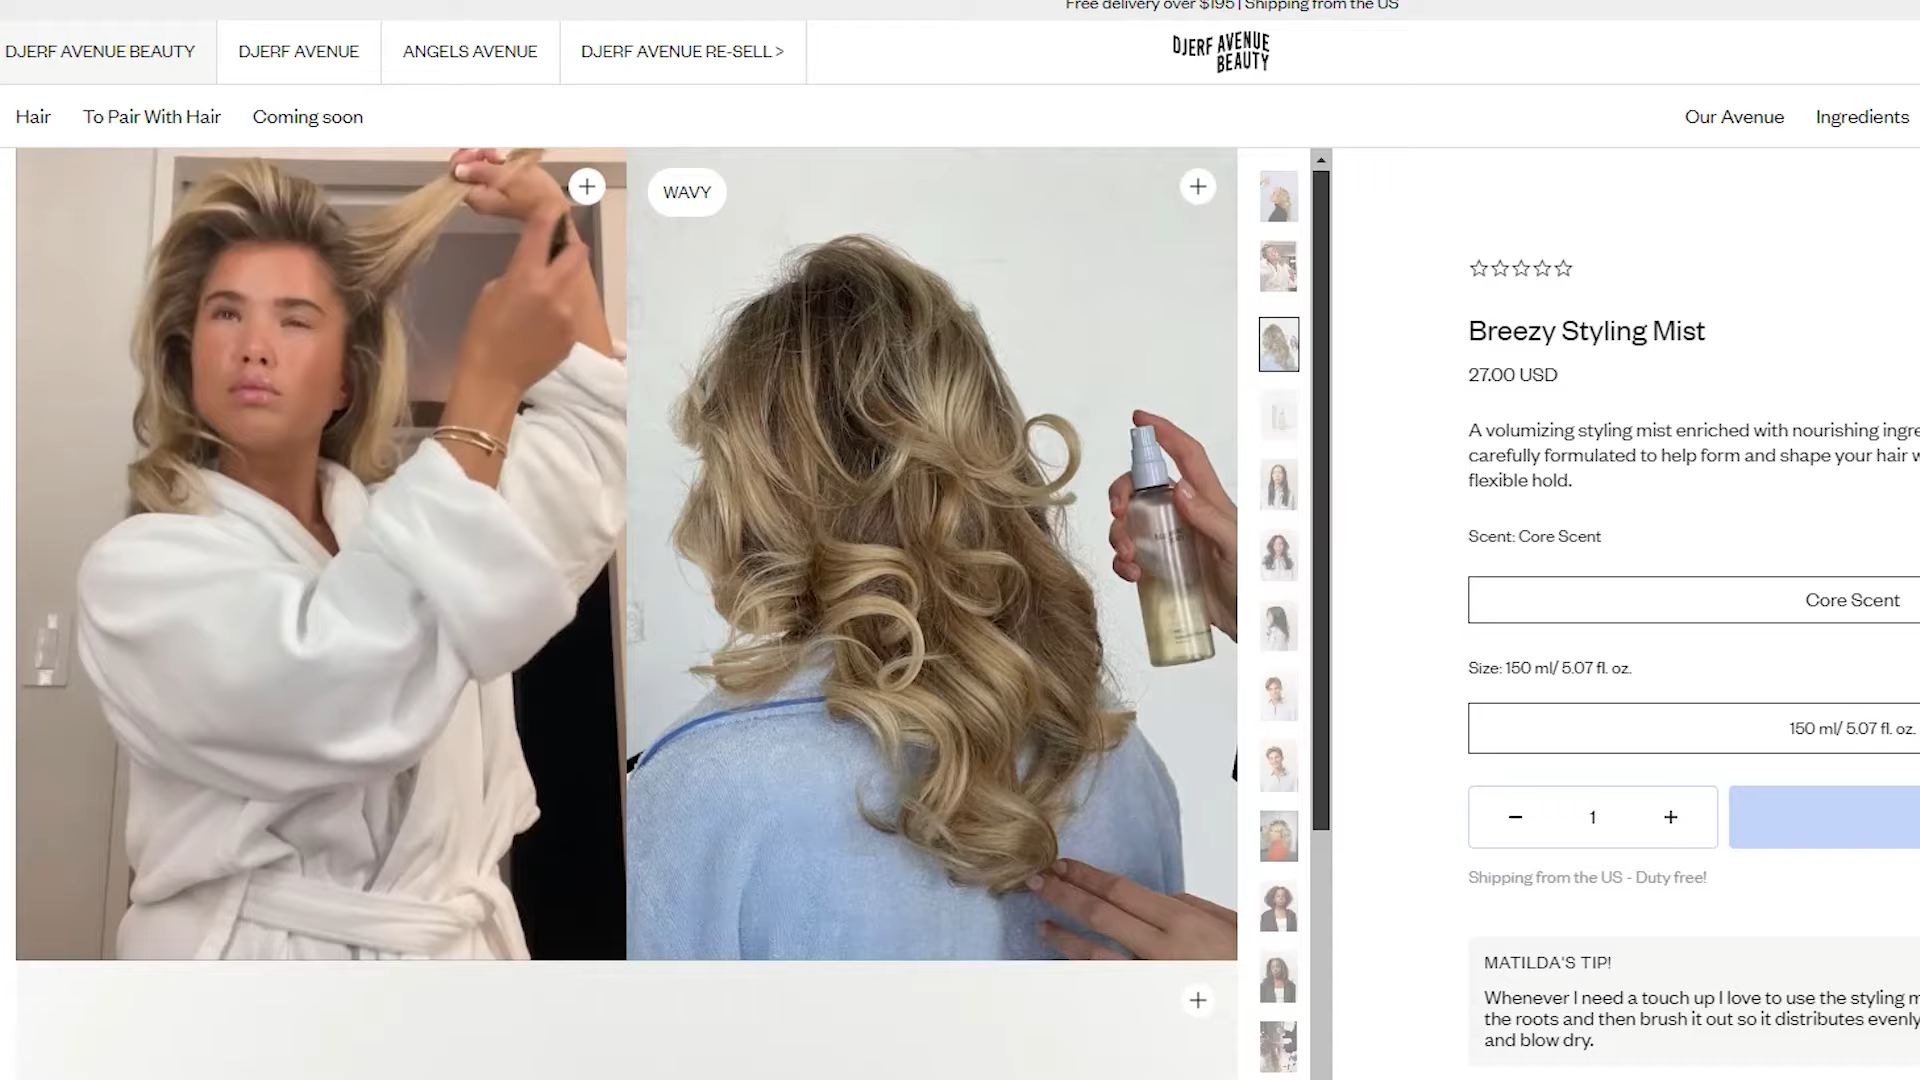 Free delivery over $195 | Shipping from the US
DJERF AVENUE BEAUTY
DJERF AVENUE
ANGELS AVENUE
DJERF AVENUE RE-SELL >
DJERF AVENUE
BEAUTY
Hair
To Pair With Hair
Coming soon
Our Avenue
Ingredients
WAVY
Breezy Styling Mist
27.00 USD
A volumizing styling mist enriched with nourishing
carefully formulated to help form and shape your hair
flexible hold.
Scent: Core Scent
Core Scent
Size: 150 ml/ 5.07 fl. oz.
150 ml/ 5.07 fl. oz.
1
Shipping from the US - Duty free!
MATILDA'S TIP!
Whenever I need a touch up I love to use the styling
the roots and then brush it out so it distributes evenly
and blow dry.